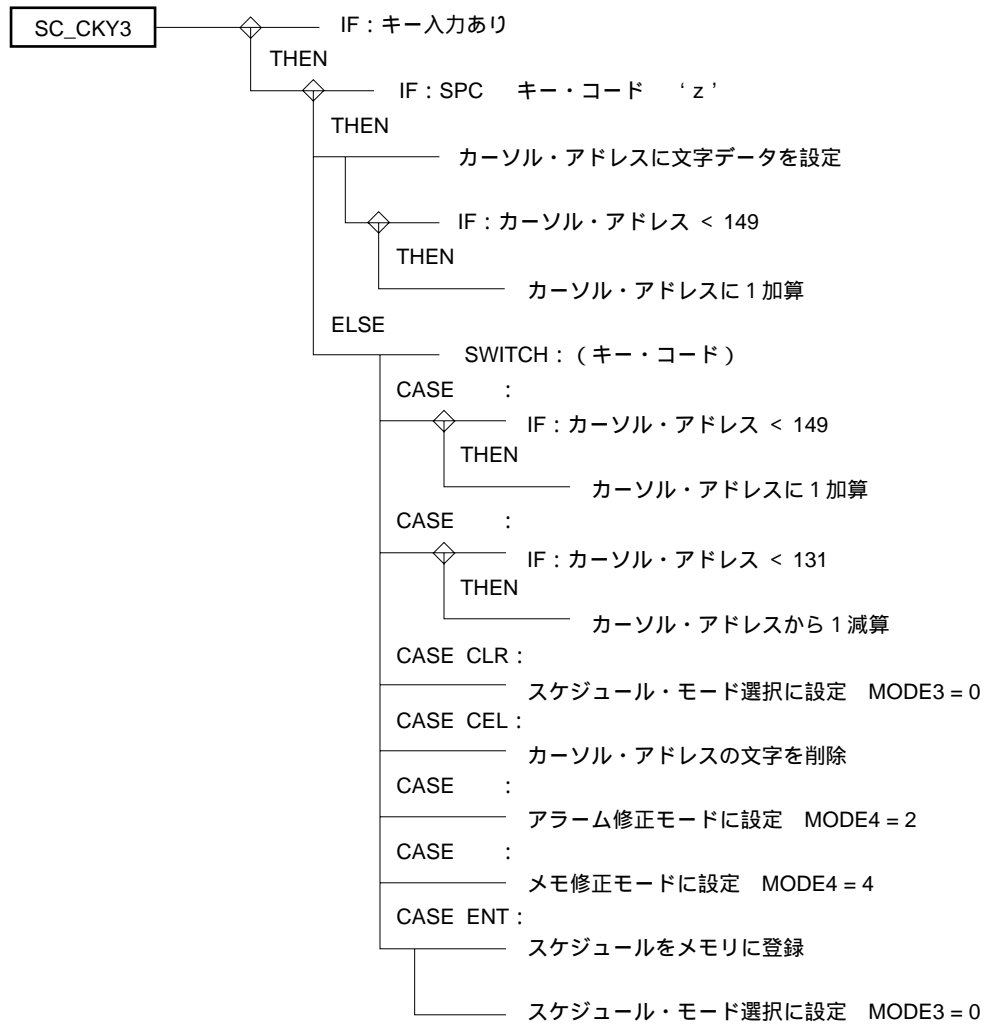 SC_CKY3
IF：キー入力あり
THEN
IF：SPC　キー・コード　‘z’
THEN
カーソル・アドレスに文字データを設定
IF：カーソル・アドレス < 149
THEN
カーソル・アドレスに1加算
ELSE
SWITCH：（キー・コード）
CASE　：
IF：カーソル・アドレス < 149
THEN
カーソル・アドレスに1加算
CASE　：
IF：カーソル・アドレス < 131
THEN
カーソル・アドレスから1減算
CASE CLR：
スケジュール・モード選択に設定　MODE3 = 0
CASE CEL：
カーソル・アドレスの文字を削除
CASE　：
アラーム修正モードに設定　MODE4 = 2
CASE　：
メモ修正モードに設定　MODE4 = 4
CASE ENT：
スケジュールをメモリに登録
スケジュール・モード選択に設定　MODE3 = 0